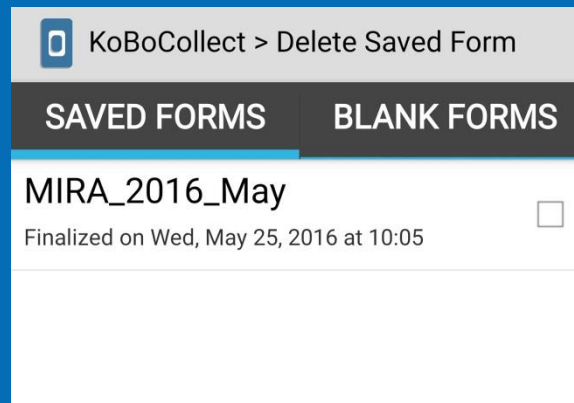 KoBoCollect > Delete Saved Form
SAVED FORMS BLANK FORMS
MIRA_2016_May
Finalized on Wed, May 25, 2016 at 10:05